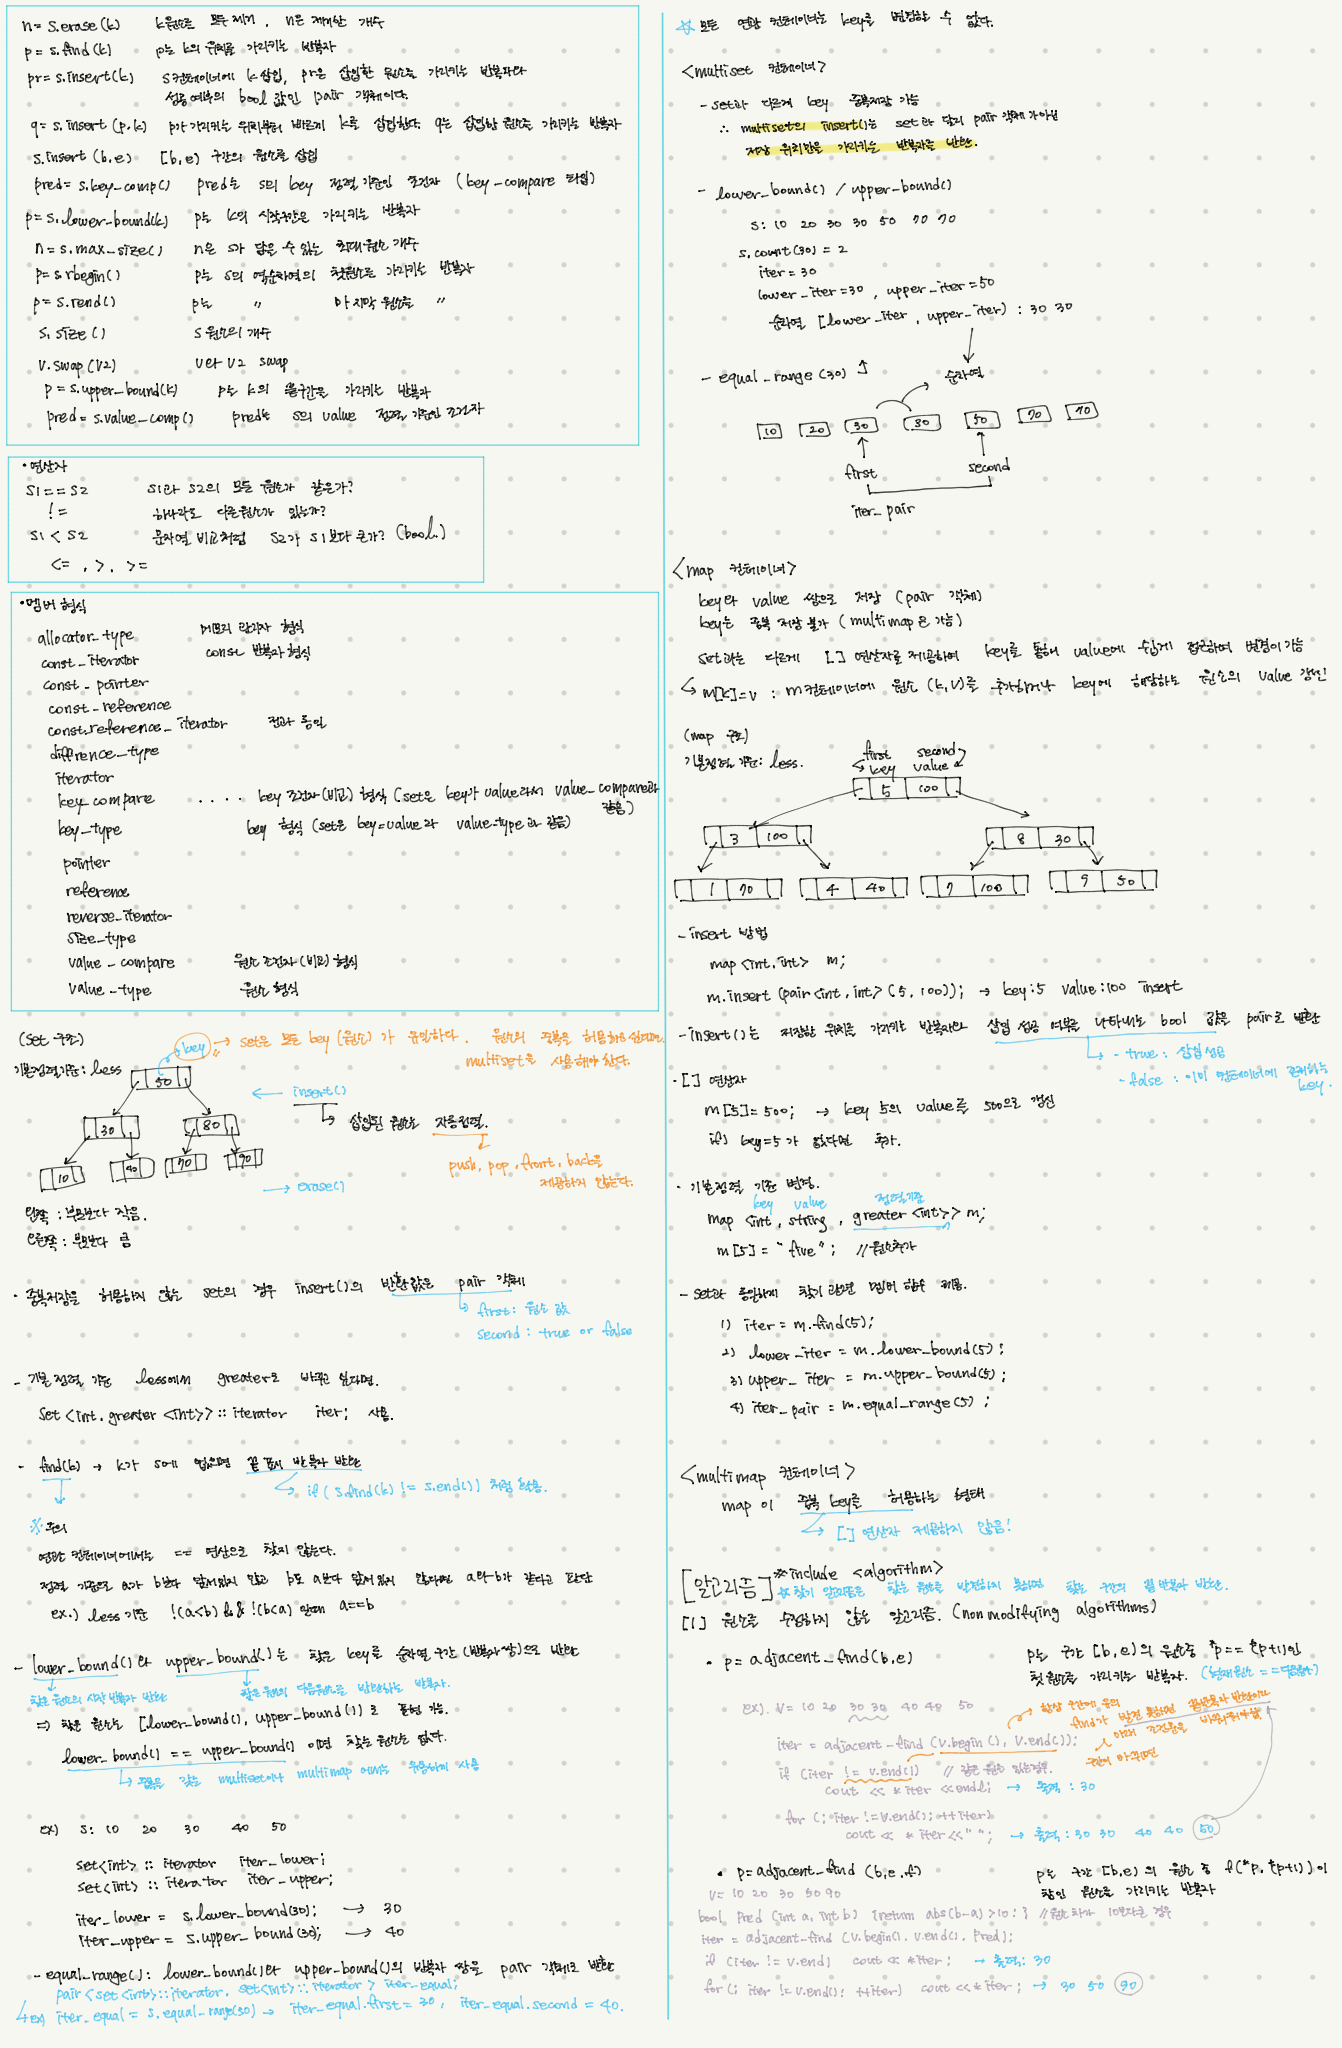 n = s.erase(k) k원소를 모두 제거, n은 제거한 개수
p = s.find(k) p는 k의 위치를 가리키는 반복자
pr = s.insert(k) s컨테이너에 k 삽입, pr은 삽입한 원소를 가리키는 반복자와
성공여부의 bool 값인 pair 객체이다.
q = s.insert(p,k) p가 가리키는 위치부터 빠르게 k를 삽입한다. q는 삽입한 원소를 가리키는 반복자
s.insert(b,e) [b,e) 구간의 원소를 삽입
pred = s.key_comp() pred는 s의 key 정렬 기준인 조건자 (key_compare 타입)
p = s.lower_bound(k) p는 k의 시작구간을 가리키는 반복자
n = s.max_size() n은 s가 담을 수 있는 최대 원소 개수
p = s.rbegin() p는 s의 역순차열의 첫원소를 가리키는 반복자
p = s.rend() p는 〃 마지막 원소를 〃
s.size() s 원소의 개수
v.swap(v2) v와 v2 swap
p = s.upper_bound(k) p는 k의 끝구간을 가리키는 반복자
pred = s.value_comp() pred는 s의 value 정렬 기준인 조건자
• 연산자
s1 == s2 s1과 s2의 모든 원소가 같은가?
!= 하나라도 다른원소가 있는가?
s1 < s2 문자열 비교처럼 s2가 s1보다 큰가? (bool.)
<= , > , >=
• 멤버 형식
allocator_type 메모리 할당자 형식
const_iterator const 반복자 형식
const_pointer
const_reference
const_reference_iterator 전과 동일
diffrence_type
iterator
key_compare .... key 조건자(비교) 형식 (set은 key가 value라서 value_compare와 같음)
key_type key 형식 (set은 key=value라 value-type과 같음)
pointer
reference
reverse_iterator
size_type
value_compare 원소 조건자(비교) 형식
value_type 원소 형식
(set 구조)
key → set은 모든 key(원소)가 유일하다. 원소의 중복을 허용하고 싶다면
multiset을 사용해야 한다.
기본정렬기준: less
50
← insert()
↳ 삽입된 원소는 자동정렬.
30 80
10 40 70 90
push, pop, front, back을
제공하지 않는다.
→ erase()
왼쪽 : 부모보다 작음.
오른쪽 : 부모보다 큼
• 중복저장을 허용하지 않는 set의 경우 insert()의 반환값은 pair 객체
↳ first: 원소 값
second : true or false
- 기본 정렬 기준 less에서 greater로 바꾸고 싶다면.
set <int, greater <int>> :: iterator iter; 사용.
- find(k) → k가 s에 없으면 끝 표시 반복자 반환
↳ if( s.find(k) != s.end()) 처럼 활용.
※ 주의
연관 컨테이너에서는 == 연산으로 찾지 않는다.
정렬 기준으로 a가 b보다 앞서있지 않고 b도 a보다 앞서있지 않다면 a와 b가 같다고 판단
ex.) less 기준 !(a<b) && !(b<a) 일때 a==b
- lower_bound()와 upper_bound()는 찾은 key를 순차열 구간(반복자 쌍)으로 반환
찾은 원소의 시작 반복자 반환 찾은 원소의 다음원소를 반환하는 반복자.
⇒ 찾은 원소는 [lower_bound(), upper_bound()) 로 표현 가능.
lower_bound() == upper_bound() 이면 찾는 원소는 없다.
↳ 중복을 갖는 multiset이나 multimap 에서는 유용하게 사용
ex) s: 10 20 30 40 50
set<int> :: iterator iter_lower;
set<int> :: iterator iter_upper;
iter_lower = s.lower_bound(30); → 30
iter_upper = s.upper_bound(30); → 40
- equal_range(): lower_bound()와 upper_bound()의 반복자 쌍을 pair 객체로 반환
pair <set <int> :: iterator, set<int> :: iterator > iter_equal;
↳ ex) iter_equal = s.equal_range(30) → iter_equal.first = 30, iter_equal.second = 40.
☆ 모든 연관 컨테이너는 key를 변경할 수 없다.
<multiset 컨테이너>
- set과 다르게 key 중복저장 가능
∴ multiset의 insert()는 set과 달리 pair 객체가 아닌
저장 위치만을 가리키는 반복자를 반환.
- lower_bound() / upper_bound()
s: 10 20 30 30 50 70 70
s.count(30) = 2
iter = 30
lower_iter = 30 , upper_iter = 50
순차열 [lower_iter, upper_iter) : 30 30
- equal_range(30)
순차열
10 20 30 30 50 70 70
first second
iter_pair
<map 컨테이너>
key와 value 쌍으로 저장 (pair 객체)
key는 중복 저장 불가 (multimap은 가능)
set과는 다르게 [] 연산자를 제공하여 key를 통해 value에 쉽게 접근하며 변경이 가능
↳ m[k]=v : m컨테이너에 원소 (k,v)를 추가하거나 key에 해당하는 원소의 value 갱신
(map 구조)
기본정렬 기준: less.
first second
key value
5 100
3 100 8 30
1 70 4 40 7 100 9 50
- insert 방법
map <int, int> m;
m.insert (pair<int, int>(5, 100)); → key:5 value:100 insert
- insert()는 저장한 위치를 가리키는 반복자와 삽입 성공 여부를 나타내는 bool 값을 pair로 반환
↳ - true : 삽입 성공
- false : 이미 컨테이너에 존재하는 key.
• [] 연산자
m[5] = 500; → key 5의 value를 500으로 갱신
if) key=5가 없다면 추가.
• 기본정렬 기준 변경.
key value 정렬기준
map <int, string, greater<int>> m;
m[5] = "five"; // 원소추가
- set과 동일하게 찾기 관련 멤버 함수 제공.
1) iter = m.find(5);
2) lower_iter = m.lower_bound(5);
3) upper_iter = m.upper_bound(5);
4) iter_pair = m.equal_range(5);
<multimap 컨테이너>
map 이 중복 key를 허용하는 형태
↳ [] 연산자 제공하지 않음!
[알고리즘] #include <algorithm>
※ 찾기 알고리즘은 찾는 원소를 발견하지 못하면 찾는 구간의 끝 반복자 반환.
[1] 원소를 수정하지 않는 알고리즘. (nonmodifying algorithms)
• p = adjacent_find(b,e) p는 구간 [b,e)의 원소중 *p == *(p+1)인
첫 원소를 가리키는 반복자. (현재원소 == 다음원소)
ex). v= 10 20 30 30 40 40 50
항상 구간에 유의
find가 발견 못하면 끝반복자 반환이라
아래 조건문을 바꿔줘야함.
구간이 아니라면
iter = adjacent_find (v.begin(), v.end());
if (iter != v.end()) // 같은 원소 있는경우.
cout << *iter << endl; → 출력 : 30
for (; iter != v.end(); ++iter)
cout << *iter << " "; → 출력 : 30 30 40 40 50
• p = adjacent_find (b,e,f) p는 구간 [b,e)의 원소 중 f(*p, *(p+1))이
참인 원소를 가리키는 반복자
v= 10 20 30 50 90
bool Pred (int a, int b) {return abs(b-a)>10; } // 원소 차가 10보다 큰 경우
iter = adjacent_find (v.begin(), v.end(), Pred);
if (iter != v.end) cout << *iter; → 출력 : 30
for (; iter != v.end(); ++iter) cout << *iter; → 30 50 90